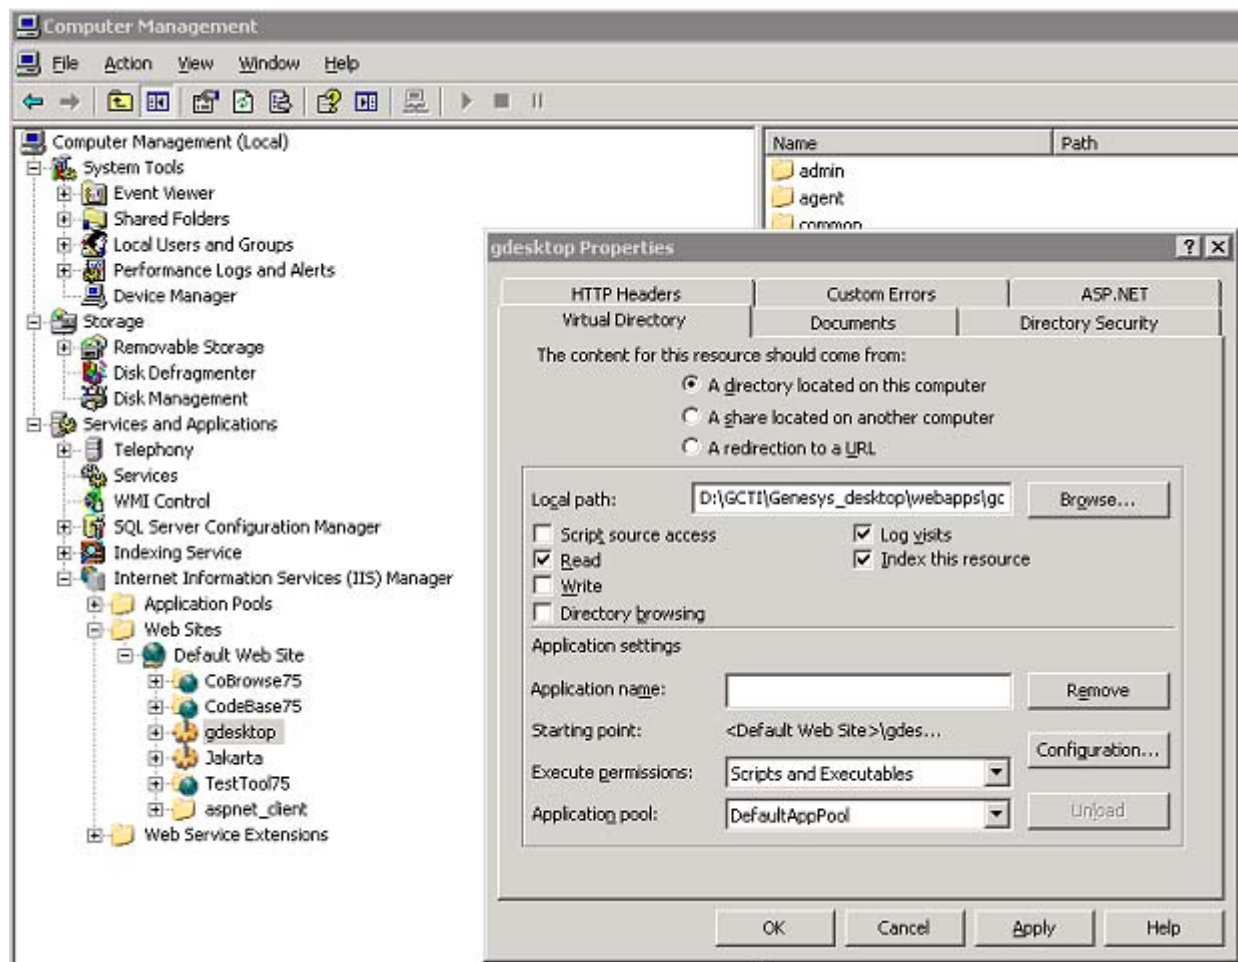 Computer Management
File Action View Window Help
Computer Management (Local)
System Tools
Event Viewer
Shared Folders
Local Users and Groups
Performance Logs and Alerts
Device Manager
Storage
Removable Storage
Disk Defragmenter
Disk Management
Services and Applications
Telephony
Services
WMI Control
SQL Server Configuration Manager
Indexing Service
Internet Information Services (IIS) Manager
Application Pools
Web Sites
Default Web Site
CoBrowse75
CodeBase75
gdesktop
Jakarta
TestTool75
aspnet_client
Web Service Extensions
Name Path
admin
agent
common
gdesktop Properties
HTTP Headers Custom Errors ASP.NET
Virtual Directory Documents Directory Security
The content for this resource should come from:
A directory located on this computer
A share located on another computer
A redirection to a URL
Local path: D:\GCTI\Genesys_desktop\webapps\gc Browse...
Script source access Log visits
Read Index this resource
Write
Directory browsing
Application settings
Application name: Remove
Starting point: <Default Web Site>\gdes...
Configuration...
Execute permissions: Scripts and Executables
Application pool: DefaultAppPool Unload
OK Cancel Apply Help